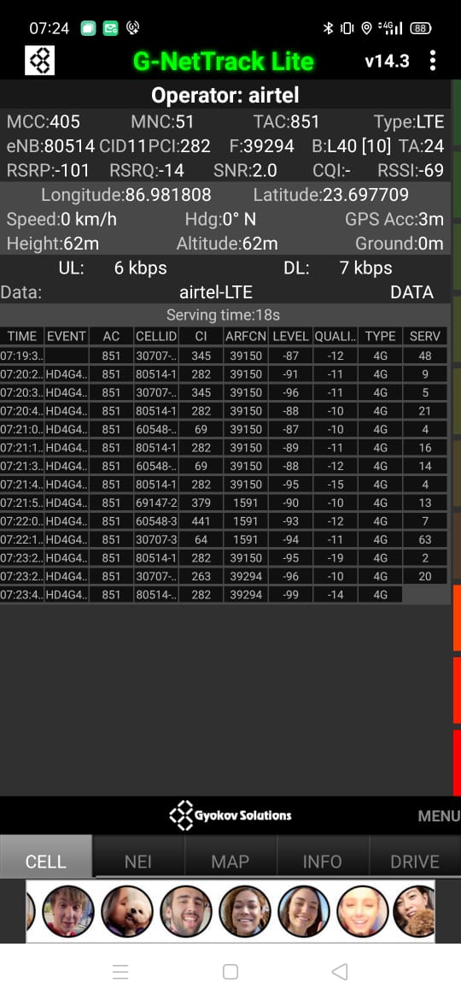 07:24 4G 88
G-NetTrack Lite v14.3
Operator: airtel
MCC:405 MNC:51 TAC:851 Type:LTE
eNB:80514 CID11PCI:282 F:39294 B:L40 [10] TA:24
RSRP:-101 RSRQ:-14 SNR:2.0 CQI:- RSSI:-69
Longitude:86.981808 Latitude:23.697709
Speed:0 km/h Hdg:0° N GPS Acc:3m
Height:62m Altitude:62m Ground:0m
UL: 6 kbps DL: 7 kbps
Data: airtel-LTE DATA
Serving time:18s
TIME EVENT AC CELLID CI ARFCN LEVEL QUALI.. TYPE SERV
07:19:3.. 851 30707-.. 345 39150 -87 -12 4G 48
07:20:2.. HD4G4.. 851 80514-1 282 39150 -91 -11 4G 9
07:20:3.. HD4G4.. 851 30707-.. 345 39150 -96 -11 4G 5
07:20:4.. HD4G4.. 851 80514-1 282 39150 -88 -10 4G 21
07:21:0.. HD4G4.. 851 60548-.. 69 39150 -87 -10 4G 4
07:21:1.. HD4G4.. 851 80514-1 282 39150 -89 -11 4G 16
07:21:3.. HD4G4.. 851 60548-.. 69 39150 -88 -12 4G 14
07:21:4.. HD4G4.. 851 80514-1 282 39150 -95 -15 4G 4
07:21:5.. HD4G4.. 851 69147-2 379 1591 -90 -10 4G 13
07:22:0.. HD4G4.. 851 60548-3 441 1591 -93 -12 4G 7
07:22:1.. HD4G4.. 851 30707-3 64 1591 -94 -11 4G 63
07:23:2.. HD4G4.. 851 80514-1 282 39150 -95 -19 4G 2
07:23:2.. HD4G4.. 851 30707-.. 263 39294 -96 -10 4G 20
07:23:4.. HD4G4.. 851 80514-.. 282 39294 -99 -14 4G
Gyokov Solutions MENU
CELL NEI MAP INFO DRIVE